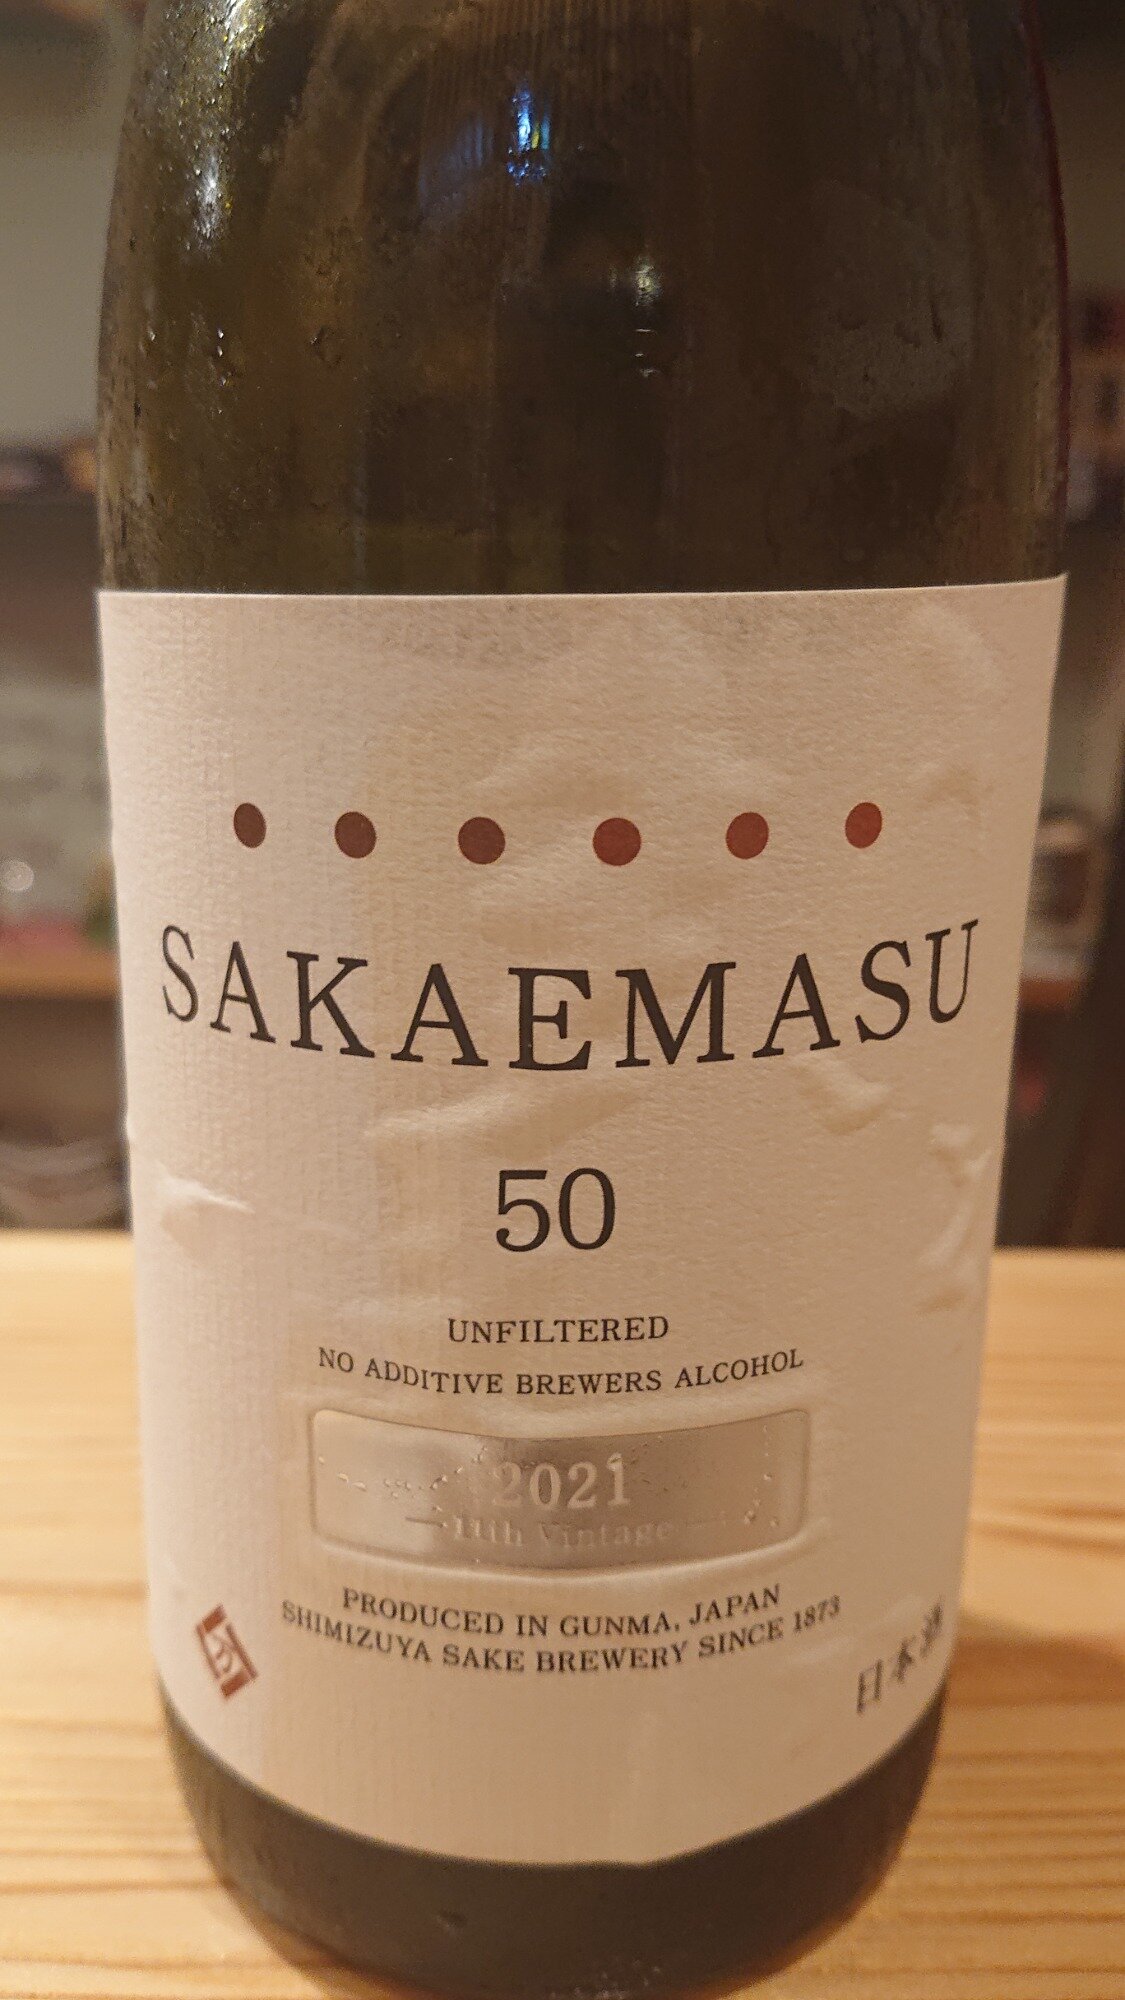 SAKAEMASU
50
UNFILTERED
NO ADDITIVE BREWERS ALCOHOL
2021
11th Vintage
PRODUCED IN GUNMA, JAPAN
SHIMIZUYA SAKE BREWERY SINCE 1873
日本酒